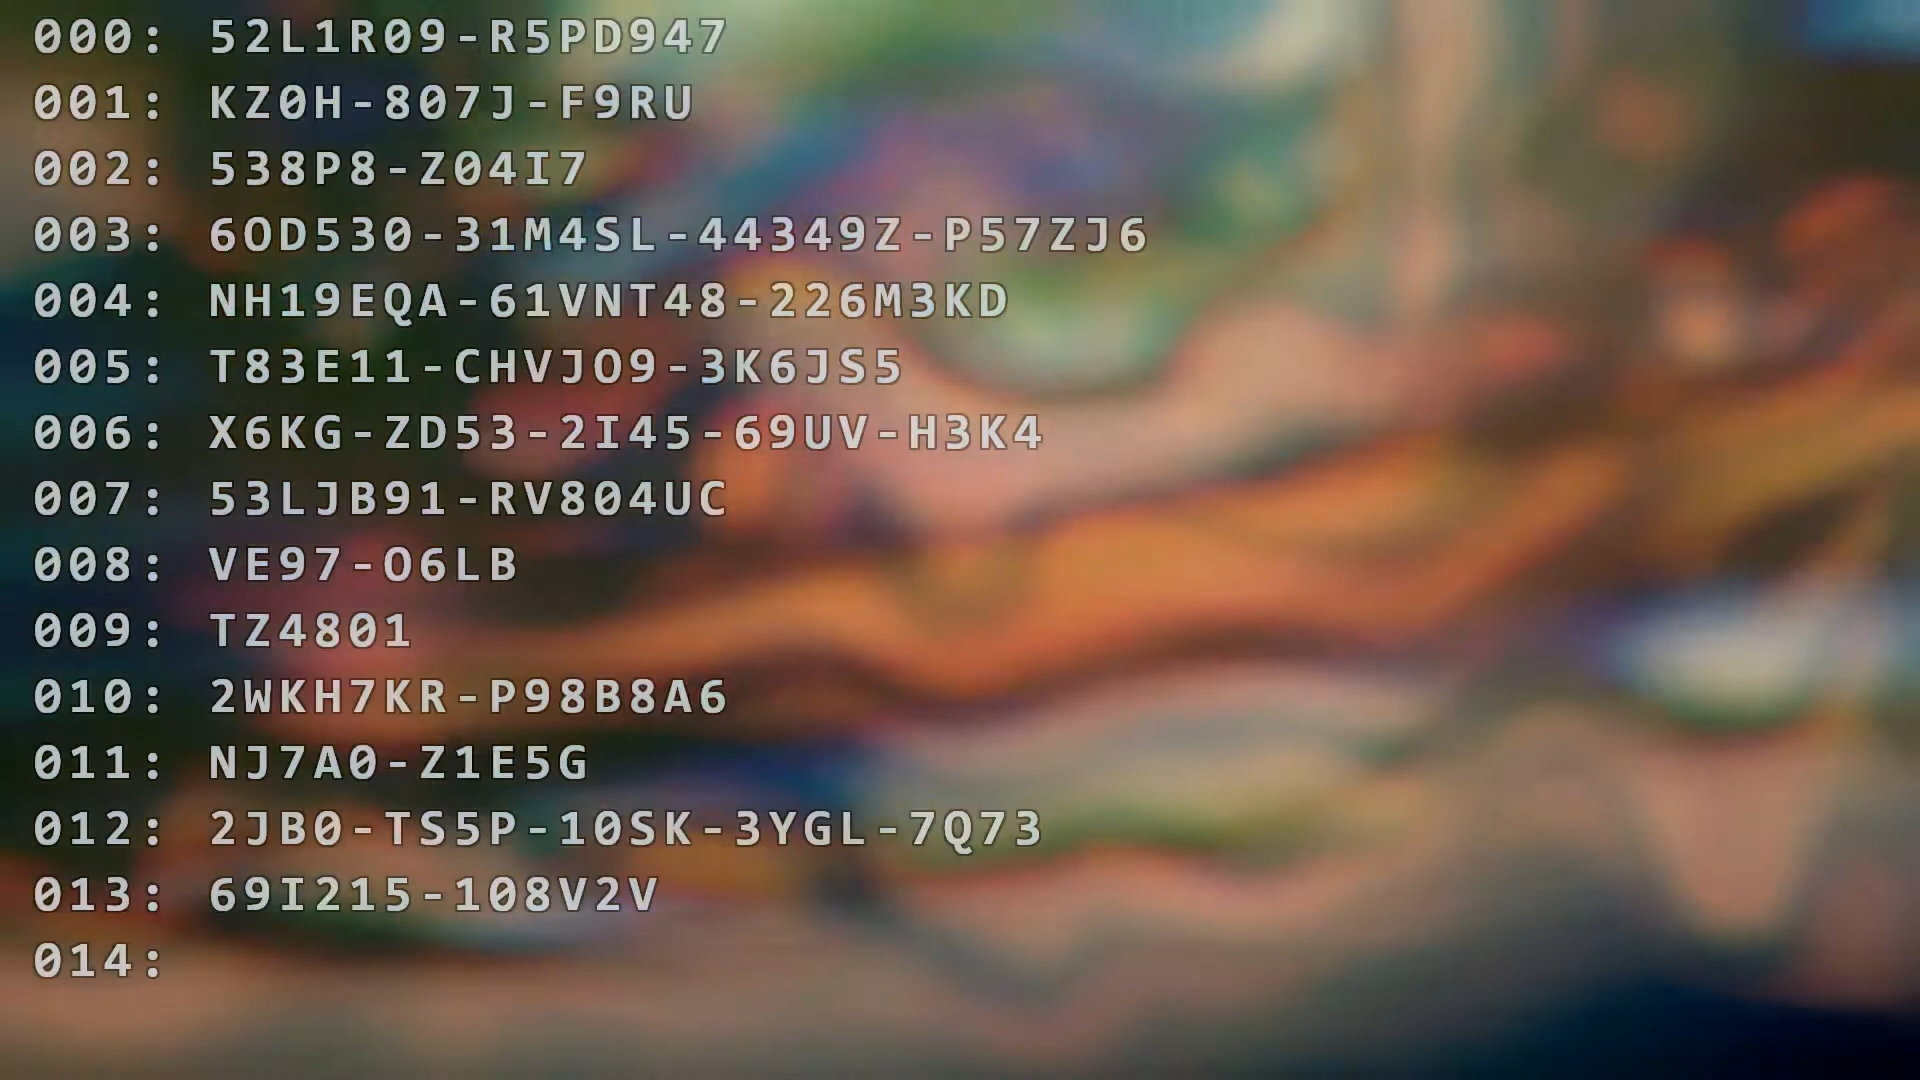 000: 52L1R09-R5PD947
001: KZ0H-807J-F9RU
002: 538P8-Z04I7
003: 6OD530-31M4SL-44349Z-P57ZJ6
004: NH19EQA-61VNT48-226M3KD
005: T83E11-CHVJO9-3K6JS5
006: X6KG-ZD53-2I45-69UV-H3K4
007: 53LJB91-RV804UC
008: VE97-O6LB
009: TZ4801
010: 2WKH7KR-P98B8A6
011: NJ7A0-Z1E5G
012: 2JB0-TS5P-10SK-3YGL-7Q73
013: 69I215-108V2V
014: